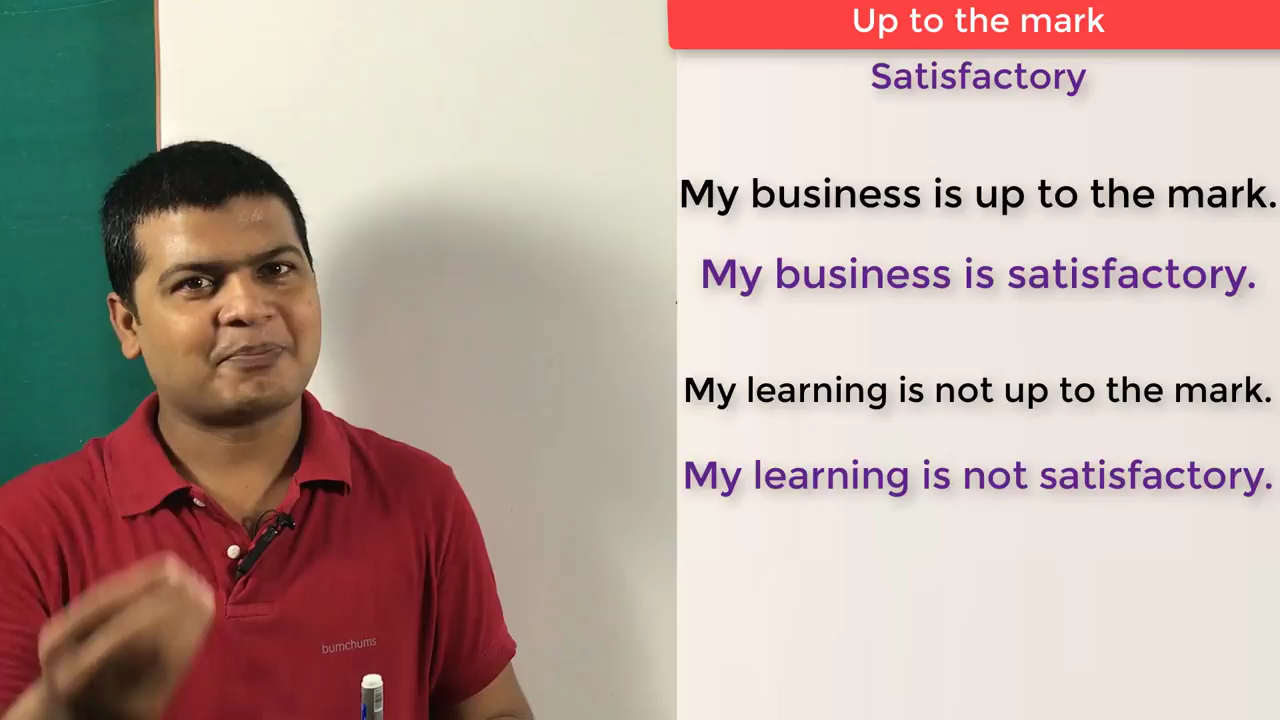 Up to the mark
Satisfactory
My business is up to the mark.
My business is satisfactory.
My learning is not up to the mark.
My learning is not satisfactory.
bumchums